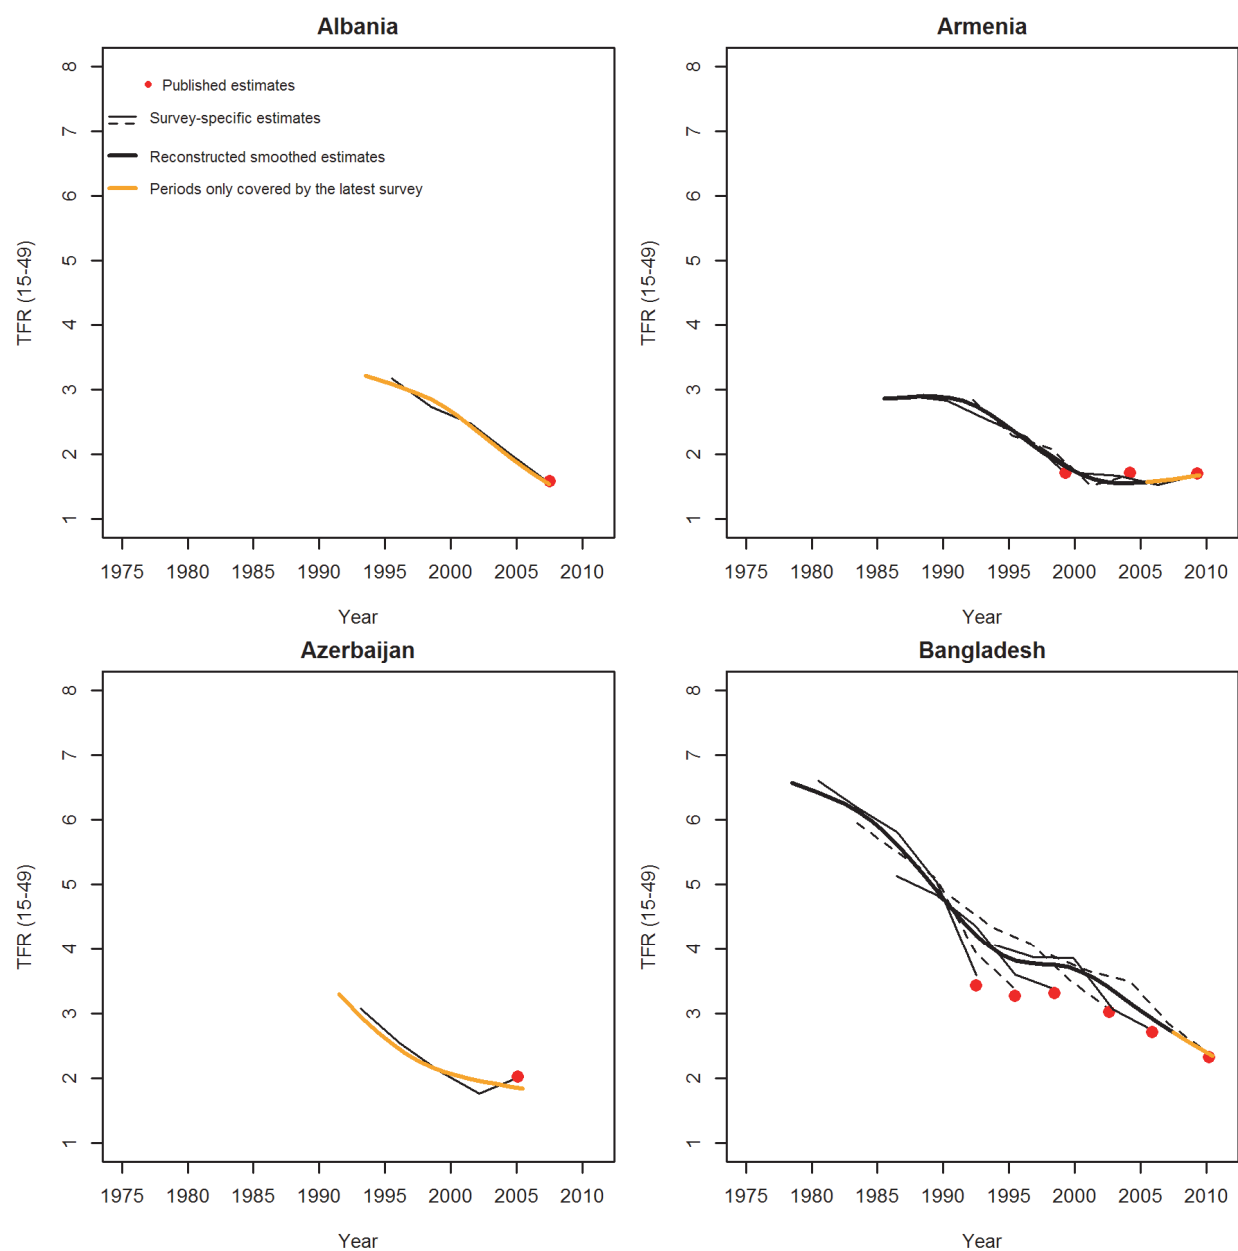 Albania
8
7
6
5
4
3
2
1
TFR (15-49)
Published estimates
Survey-specific estimates
Reconstructed smoothed estimates
Periods only covered by the latest survey
1975 1980 1985 1990 1995 2000 2005 2010
Year
Armenia
8
7
6
5
4
3
2
1
TFR (15-49)
1975 1980 1985 1990 1995 2000 2005 2010
Year
Azerbaijan
8
7
6
5
4
3
2
1
TFR (15-49)
1975 1980 1985 1990 1995 2000 2005 2010
Year
Bangladesh
8
7
6
5
4
3
2
1
TFR (15-49)
1975 1980 1985 1990 1995 2000 2005 2010
Year